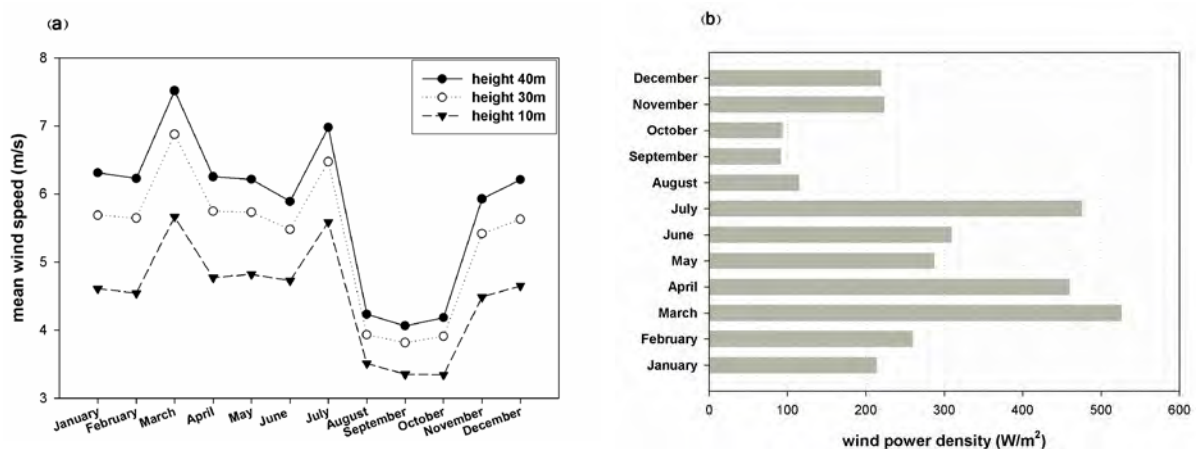 (a)
8
7
6
5
4
3
mean wind speed (m/s)
height 40m
height 30m
height 10m
January
February
March
April
May
June
July
August
September
October
November
December
(b)
December
November
October
September
August
July
June
May
April
March
February
January
0 100 200 300 400 500 600
wind power density (W/m²)